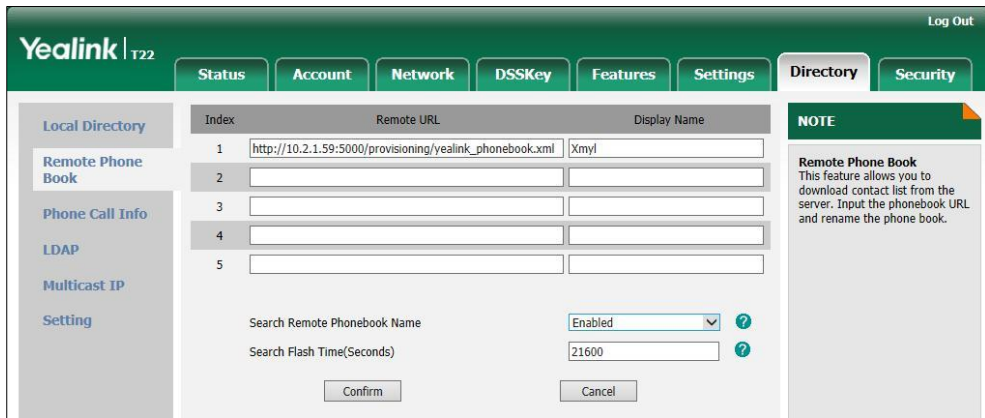 Log Out
Yealink T22
Status Account Network DSSKey Features Settings Directory Security
Local Directory
Remote Phone
Book
Phone Call Info
LDAP
Multicast IP
Setting
Index Remote URL Display Name
1 http://10.2.1.59:5000/provisioning/yealink_phonebook.xml Xmyl
2
3
4
5
Search Remote Phonebook Name Enabled ?
Search Flash Time(Seconds) 21600 ?
Confirm Cancel
NOTE
Remote Phone Book
This feature allows you to
download contact list from the
server. Input the phonebook URL
and rename the phone book.